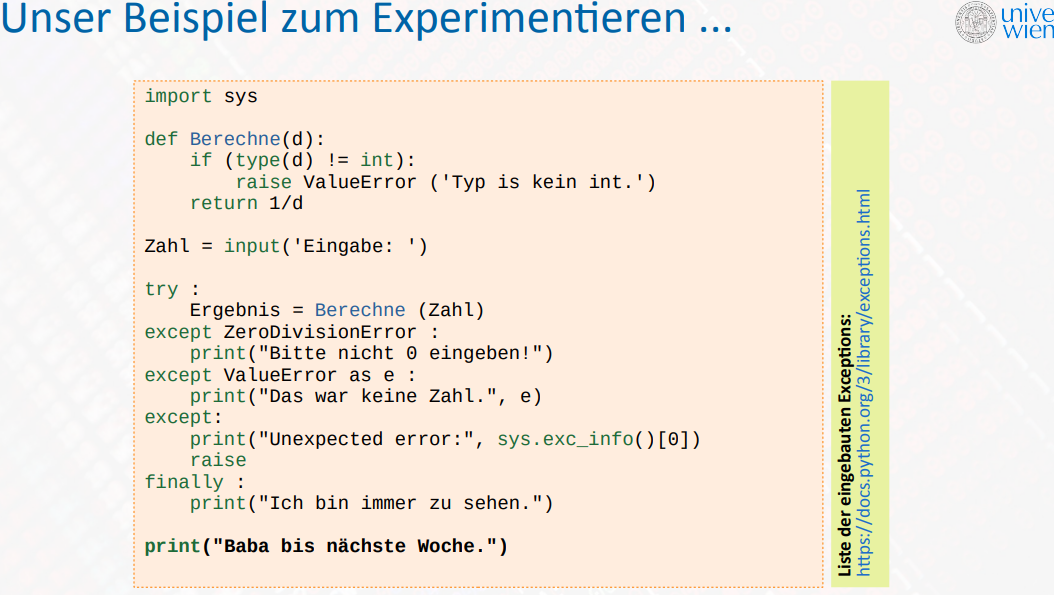 Unser Beispiel zum Experimentieren ...
unive
wien
import sys
def Berechne(d):
    if (type(d) != int):
        raise ValueError ('Typ is kein int.')
    return 1/d
Zahl = input('Eingabe: ')
try :
    Ergebnis = Berechne (Zahl)
except ZeroDivisionError :
    print("Bitte nicht 0 eingeben!")
except ValueError as e :
    print("Das war keine Zahl.", e)
except:
    print("Unexpected error:", sys.exc_info()[0])
    raise
finally :
    print("Ich bin immer zu sehen.")
print("Baba bis nächste Woche.")
Liste der eingebauten Exceptions:
https://docs.python.org/3/library/exceptions.html